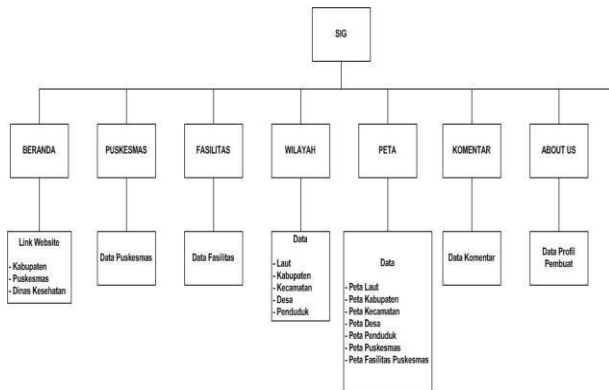 SIG
BERANDA
PUSKESMAS
FASILITAS
WILAYAH
PETA
KOMENTAR
ABOUT US
Link Website
- Kabupaten
- Puskesmas
- Dinas Kesehatan
Data Puskesmas
Data Fasilitas
Data
- Laut
- Kabupaten
- Kecamatan
- Desa
- Penduduk
Data
- Peta Laut
- Peta Kabupaten
- Peta Kecamatan
- Peta Desa
- Peta Penduduk
- Peta Puskesmas
- Peta Fasilitas Puskesmas
Data Komentar
Data Profil
Pembuat